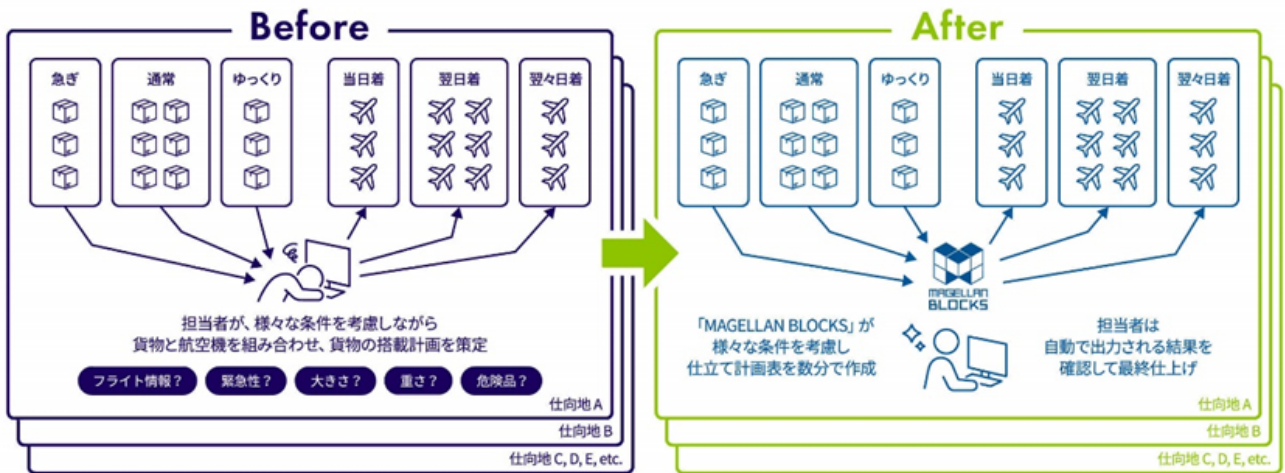 Before
急ぎ
通常
ゆっくり
当日着
翌日着
翌々日着
担当者が、様々な条件を考慮しながら
貨物と航空機を組み合わせ、貨物の搭載計画を策定
フライト情報？
緊急性？
大きさ？
重さ？
危険品？
仕向地 A
仕向地 B
仕向地 C, D, E, etc.
After
急ぎ
通常
ゆっくり
当日着
翌日着
翌々日着
MAGELLAN
BLOCKS
「MAGELLAN BLOCKS」が
様々な条件を考慮し
仕立て計画表を数分で作成
担当者は
自動で出力される結果を
確認して最終仕上げ
仕向地 A
仕向地 B
仕向地 C, D, E, etc.